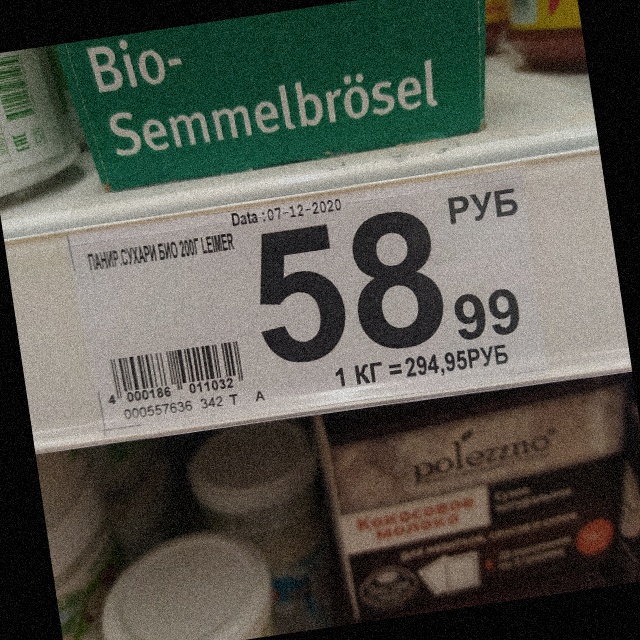 Bio-
Semmelbrösel
Data :07-12-2020
РУБ
ПАНИР.СУХАРИ БИО 200Г LEIMER
58
99
1 КГ =294,95РУБ
4 000186 011032
000557636 342 T A
polezzno
Кокосовое
молоко